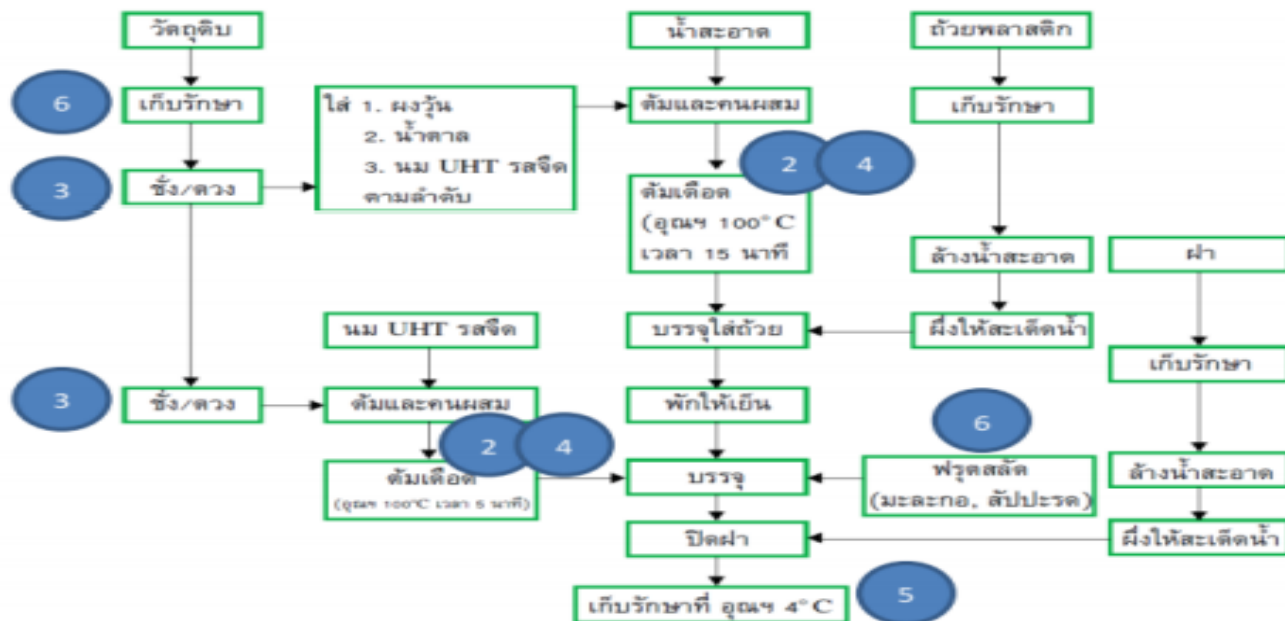 วัตถุดิบ
น้ำสะอาด
ถ้วยพลาสติก
6
เก็บรักษา
ใส่ 1. ผงวุ้น
2. น้ำตาล
3. นม UHT รสจืด
ตามลำดับ
ต้มและคนผสม
เก็บรักษา
3
ชั่ง/ตวง
2
4
ต้มเดือด
(อุณฯ 100°C
เวลา 15 นาที
ล้างน้ำสะอาด
ฝา
นม UHT รสจืด
บรรจุใส่ถ้วย
ผึ่งให้สะเด็ดน้ำ
เก็บรักษา
3
ชั่ง/ตวง
ต้มและคนผสม
พักให้เย็น
6
2
4
ต้มเดือด
(อุณฯ 100°C เวลา 5 นาที)
บรรจุ
ฟรุตสลัด
(มะละกอ, สับปะรด)
ล้างน้ำสะอาด
ปิดฝา
ผึ่งให้สะเด็ดน้ำ
เก็บรักษาที่ อุณฯ 4°C
5